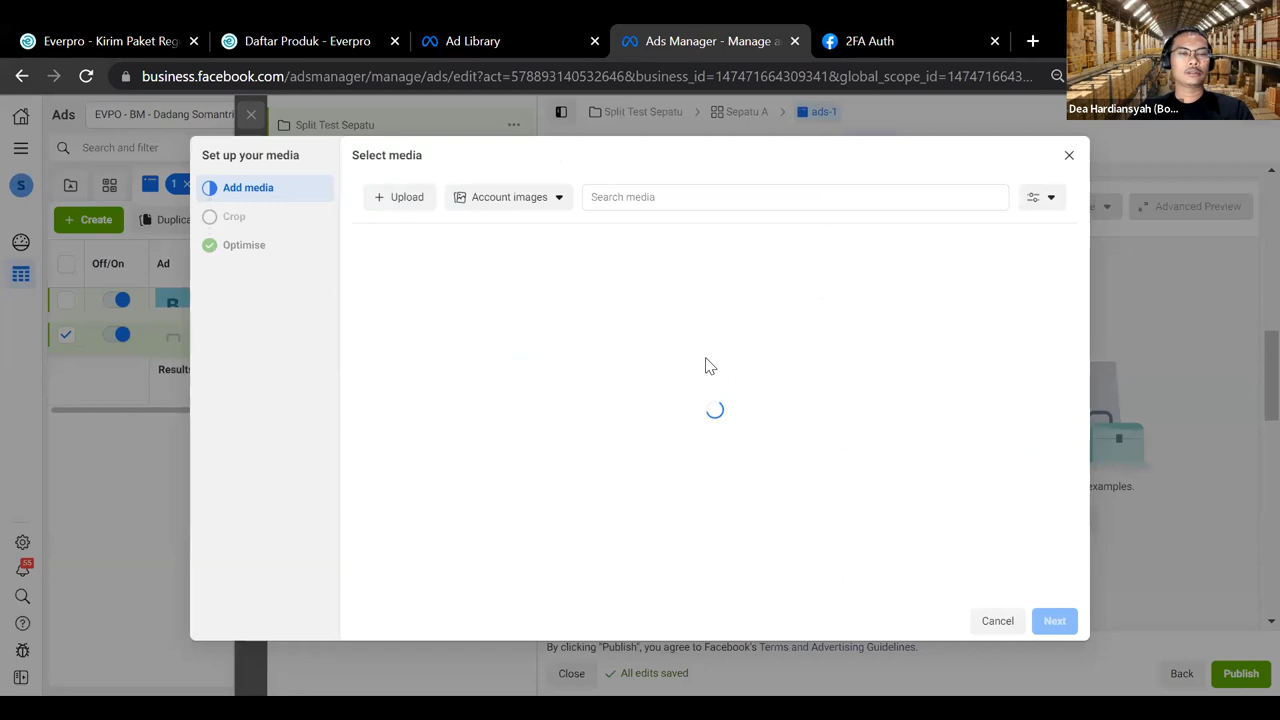 Everpro - Kirim Paket Reg
Daftar Produk - Everpro
Ad Library
Ads Manager - Manage a
2FA Auth
business.facebook.com/adsmanager/manage/ads/edit?act=578893140532646&business_id=147471664309341&global_scope_id=1474716643...
Dea Hardiansyah (Bo...
Ads
EVPO - BM - Dadang Somantri
Split Test Sepatu
Split Test Sepatu
Sepatu A
ads-1
Search and filter
Set up your media
Select media
Add media
Crop
Optimise
Upload
Account images
Search media
1
Create
Duplica
Advanced Preview
Off/On
Ad
B
Results
examples.
55
Cancel
Next
By clicking "Publish", you agree to Facebook's Terms and Advertising Guidelines.
Close
All edits saved
Back
Publish